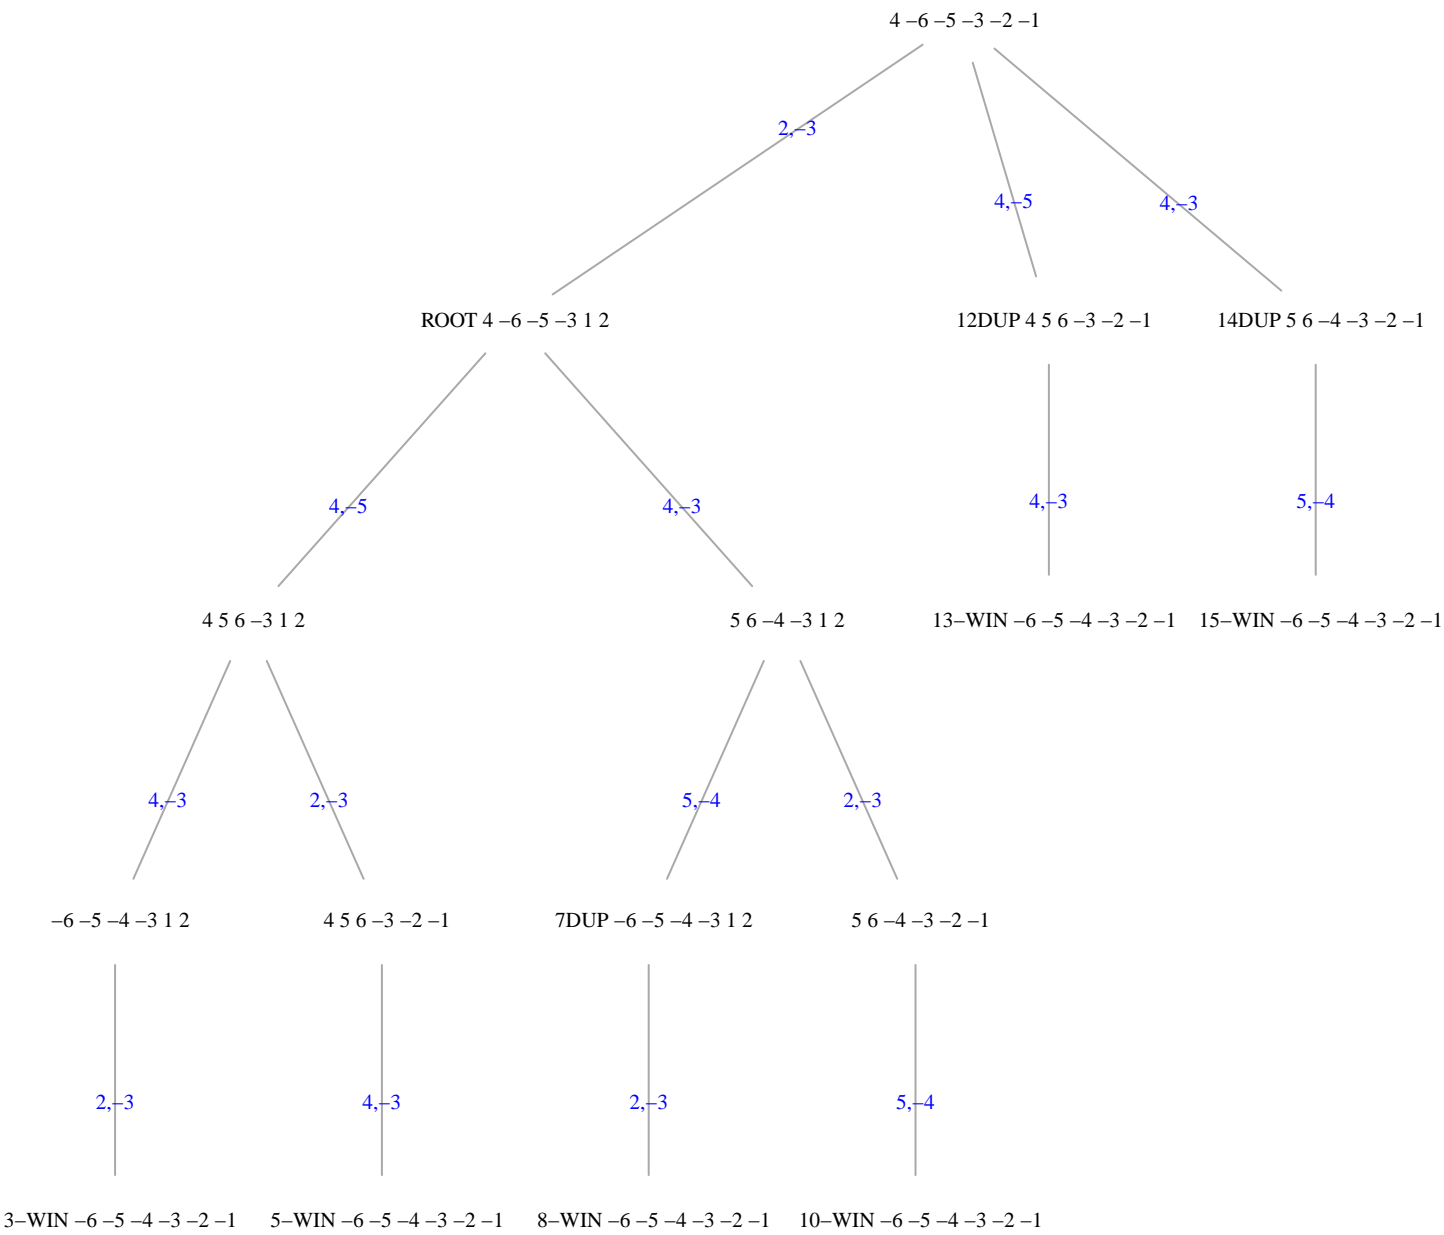 4 –6 –5 –3 –2 –1
2,–3
4,–5
4,–3
ROOT 4 –6 –5 –3 1 2
12DUP 4 5 6 –3 –2 –1
14DUP 5 6 –4 –3 –2 –1
4,–5
4,–3
4,–3
5,–4
4 5 6 –3 1 2
5 6 –4 –3 1 2
13–WIN –6 –5 –4 –3 –2 –1
15–WIN –6 –5 –4 –3 –2 –1
4,–3
2,–3
5,–4
2,–3
–6 –5 –4 –3 1 2
4 5 6 –3 –2 –1
7DUP –6 –5 –4 –3 1 2
5 6 –4 –3 –2 –1
2,–3
4,–3
2,–3
5,–4
3–WIN –6 –5 –4 –3 –2 –1
5–WIN –6 –5 –4 –3 –2 –1
8–WIN –6 –5 –4 –3 –2 –1
10–WIN –6 –5 –4 –3 –2 –1